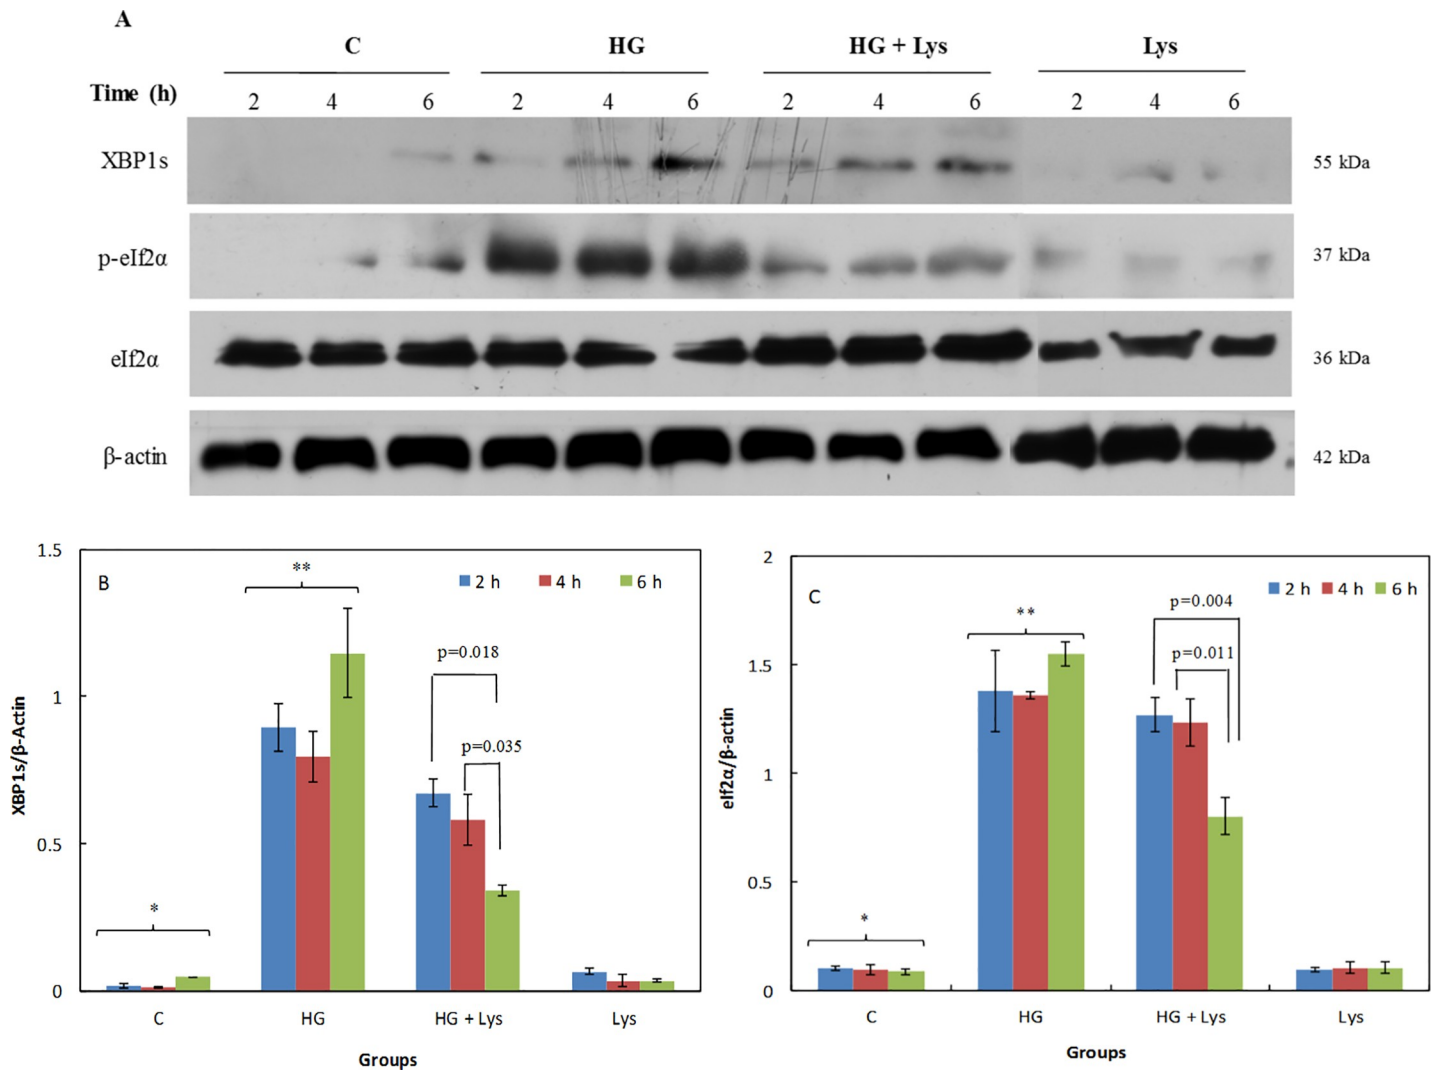 A
C HG HG + Lys Lys
Time (h) 2 4 6 2 4 6 2 4 6 2 4 6
XBP1s 55 kDa
p-eIf2α 37 kDa
eIf2α 36 kDa
β-actin 42 kDa
B
2 h 4 h 6 h
1.5
1
0.5
0
XBP1s/β-Actin
*
**
p=0.018
p=0.035
C HG HG + Lys Lys
Groups
C
2 h 4 h 6 h
2
1.5
1
0.5
0
eIf2α/β-actin
*
**
p=0.004
p=0.011
C HG HG + Lys Lys
Groups